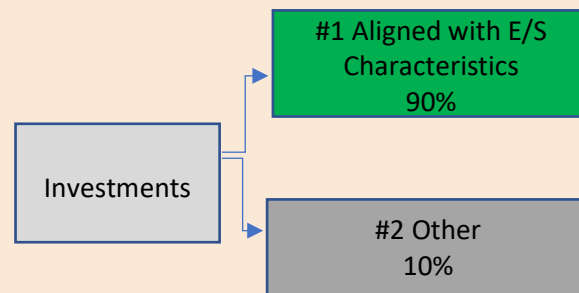 #1 Aligned with E/S
Characteristics
90%
Investments
#2 Other
10%